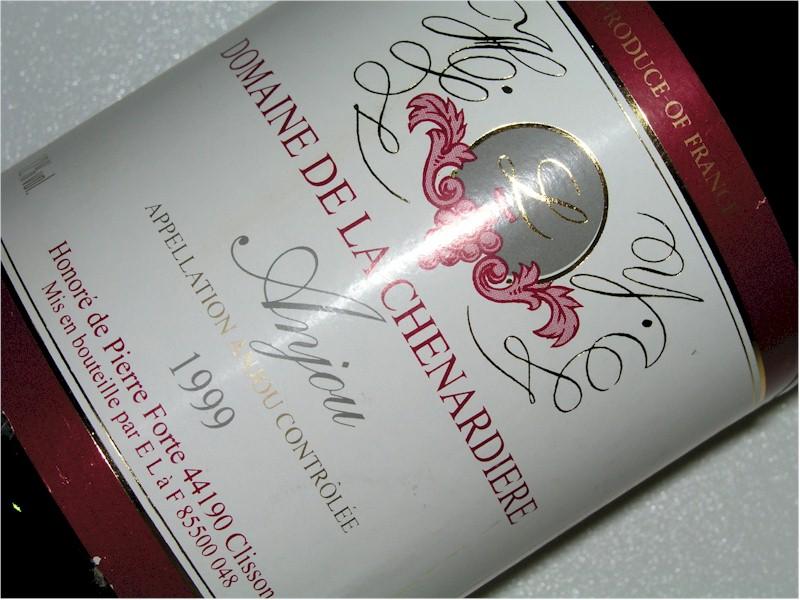 PRODUCE OF FRANCE
DOMAINE DE LA CHENARDIERE
Anjou
APPELLATION ANJOU CONTRÔLÉE
1999
Honoré de Pierre Forte 44190 Clisson
Mis en bouteille par E L à F 85500 048